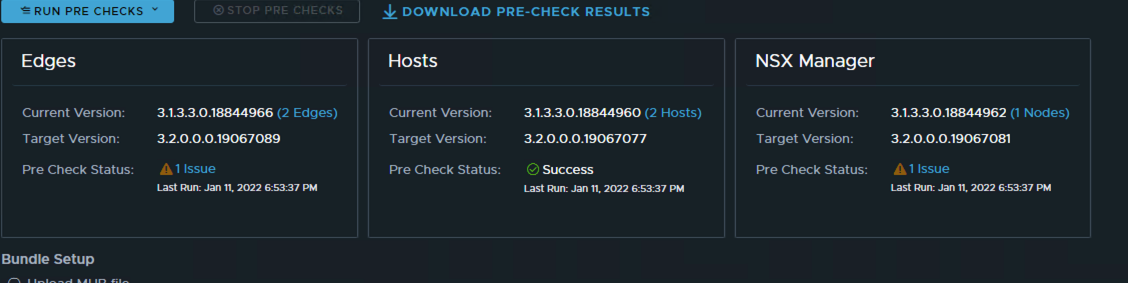 RUN PRE CHECKS STOP PRE CHECKS DOWNLOAD PRE-CHECK RESULTS
Edges
Current Version: 3.1.3.3.0.18844966 (2 Edges)
Target Version: 3.2.0.0.0.19067089
Pre Check Status: 1 Issue
Last Run: Jan 11, 2022 6:53:37 PM
Hosts
Current Version: 3.1.3.3.0.18844960 (2 Hosts)
Target Version: 3.2.0.0.0.19067077
Pre Check Status: Success
Last Run: Jan 11, 2022 6:53:37 PM
NSX Manager
Current Version: 3.1.3.3.0.18844962 (1 Nodes)
Target Version: 3.2.0.0.0.19067081
Pre Check Status: 1 Issue
Last Run: Jan 11, 2022 6:53:37 PM
Bundle Setup
Upload MUB file